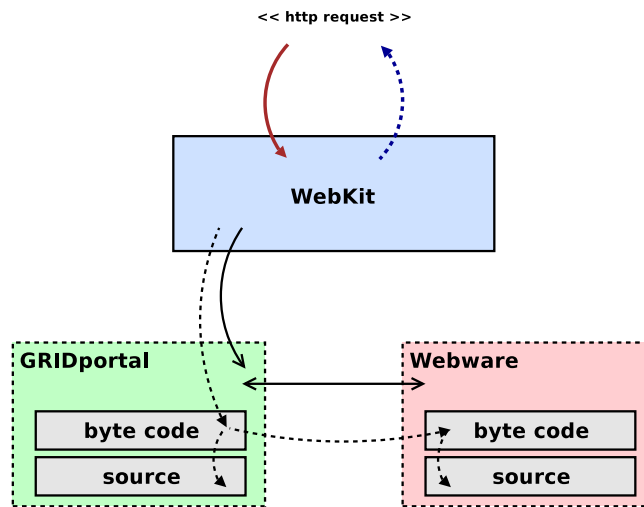 << http request >>
WebKit
GRIDportal
Webware
byte code
byte code
source
source